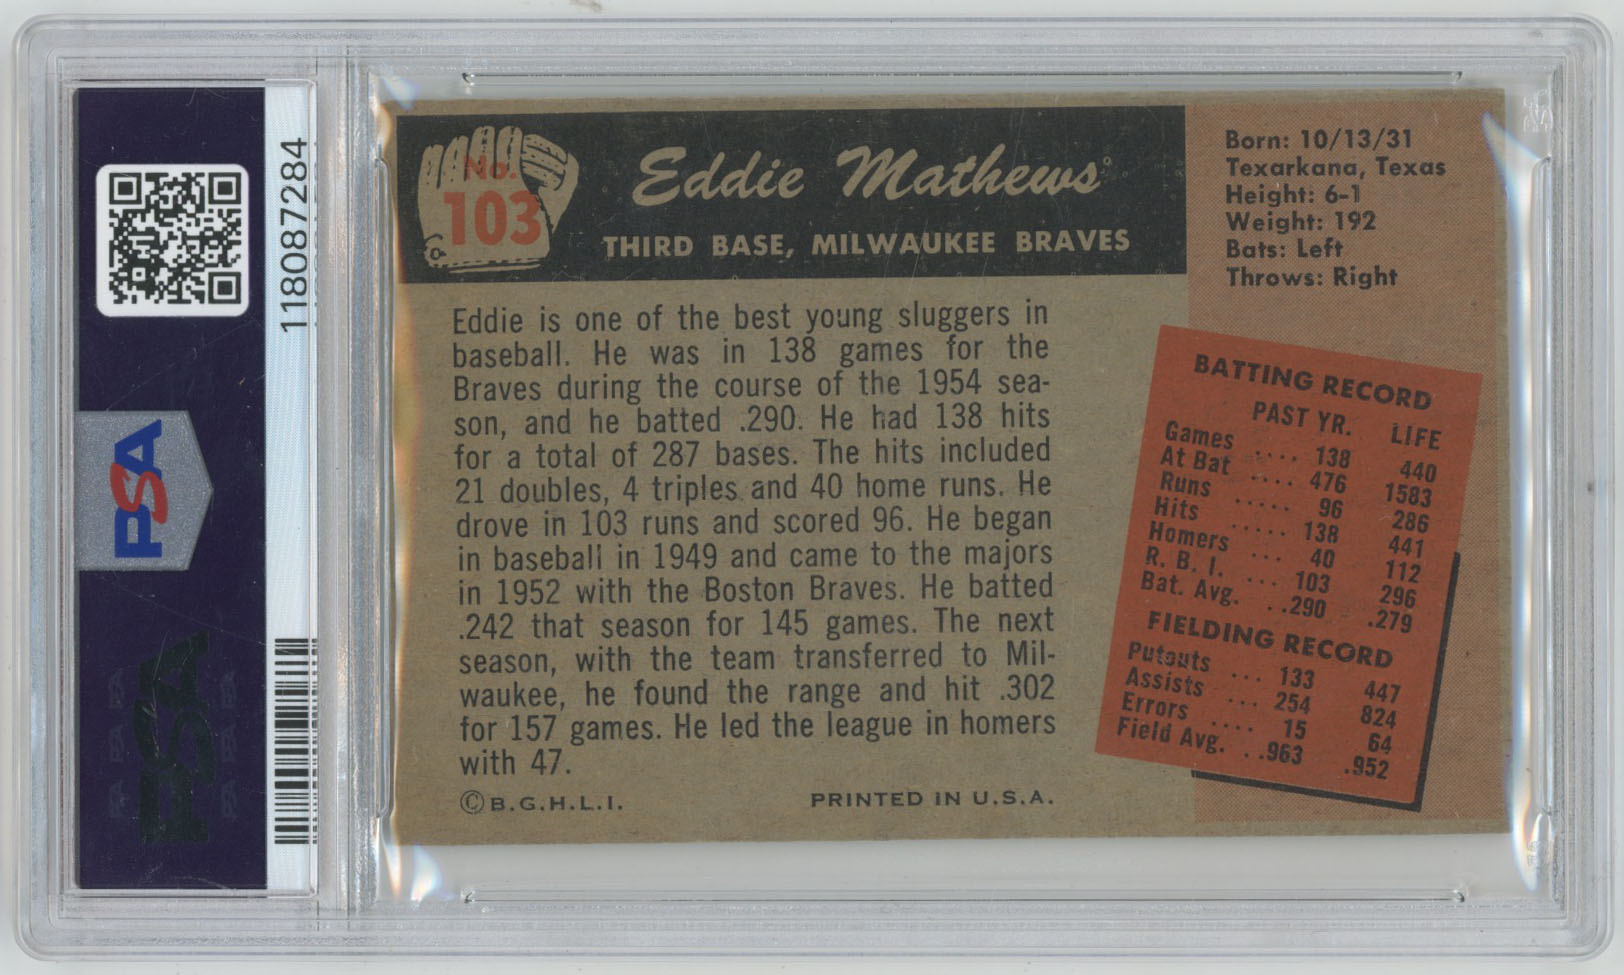 118087284
PSA
PSA
No.
103
Eddie Mathews
THIRD BASE, MILWAUKEE BRAVES
Born: 10/13/31
Texarkana, Texas
Height: 6-1
Weight: 192
Bats: Left
Throws: Right
Eddie is one of the best young sluggers in
baseball. He was in 138 games for the
Braves during the course of the 1954 sea-
son, and he batted .290. He had 138 hits
for a total of 287 bases. The hits included
21 doubles, 4 triples and 40 home runs. He
drove in 103 runs and scored 96. He began
in baseball in 1949 and came to the majors
in 1952 with the Boston Braves. He batted
.242 that season for 145 games. The next
season, with the team transferred to Mil-
waukee, he found the range and hit .302
for 157 games. He led the league in homers
with 47.
©B.G.H.L.I. PRINTED IN U.S.A.
BATTING RECORD
PAST YR. LIFE
Games .... 138 440
At Bat .... 476 1583
Runs ..... 96 286
Hits ..... 138 441
Homers ... 40 112
R. B. I. ... 103 296
Bat. Avg. ..290 .279
FIELDING RECORD
Putouts ... 133 447
Assists ... 254 824
Errors .... 15 64
Field Avg. ..963 .952